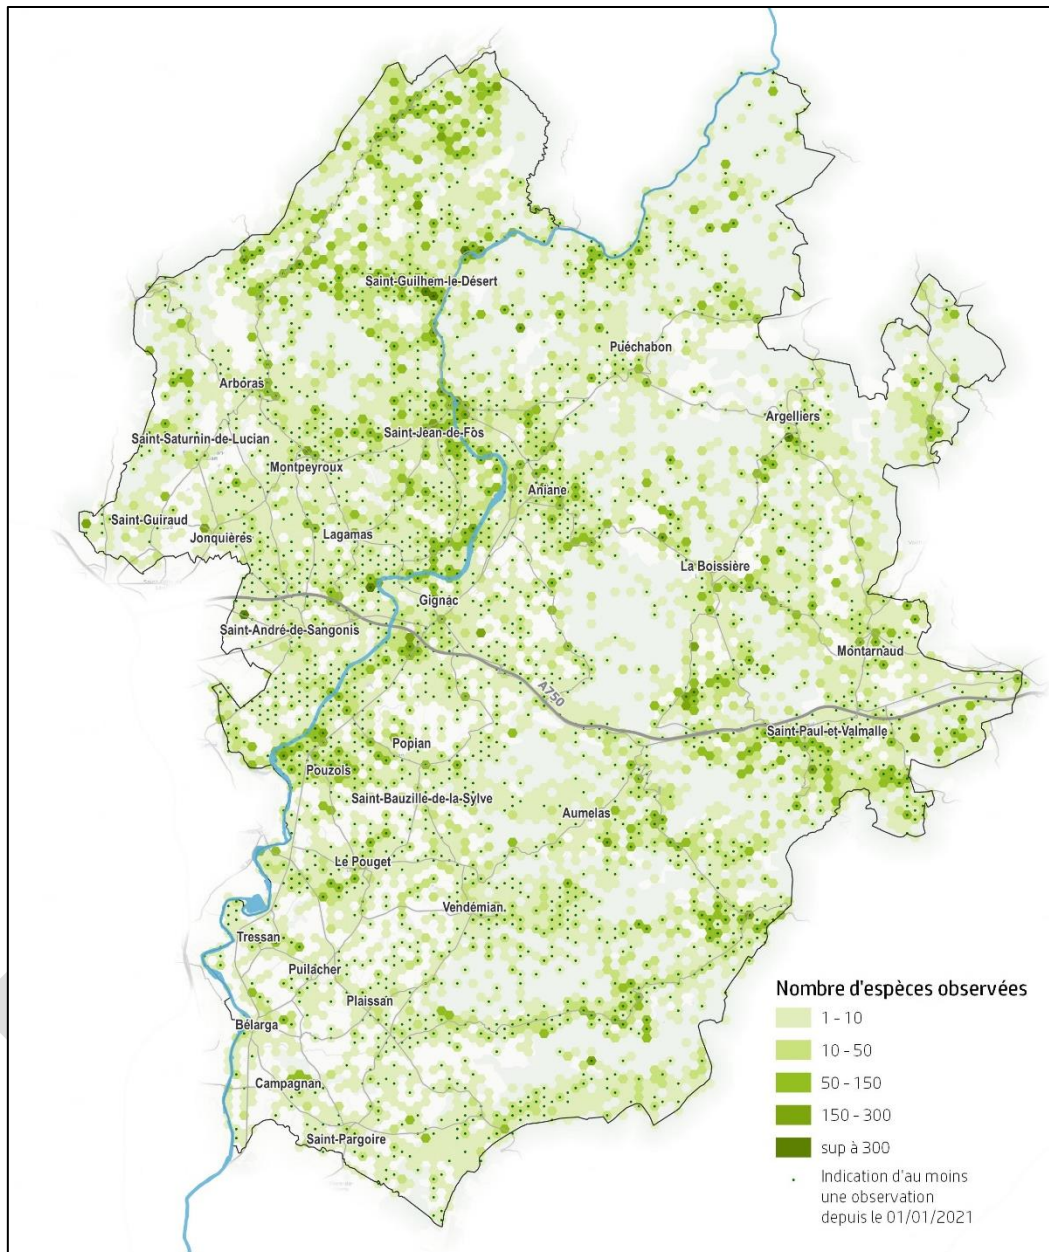 Saint-Guilhem-le-Désert
Puéchabon
Arboras
Argelliers
Saint-Jean-de-Fos
Saint-Saturnin-de-Lucian
Montpeyroux
Aniane
Saint-Guiraud
Jonquières
Lagamas
La Boissière
Gignac
Saint-André-de-Sangonis
Montarnaud
A750
Saint-Paul-et-Valmalle
Popian
Pouzols
Saint-Bauzille-de-la-Sylve
Aumelas
Le Pouget
Vendémian
Tressan
Puilacher
Plaissan
Bélarga
Campagnan
Saint-Pargoire
Nombre d'espèces observées
1 - 10
10 - 50
50 - 150
150 - 300
sup à 300
Indication d'au moins
une observation
depuis le 01/01/2021